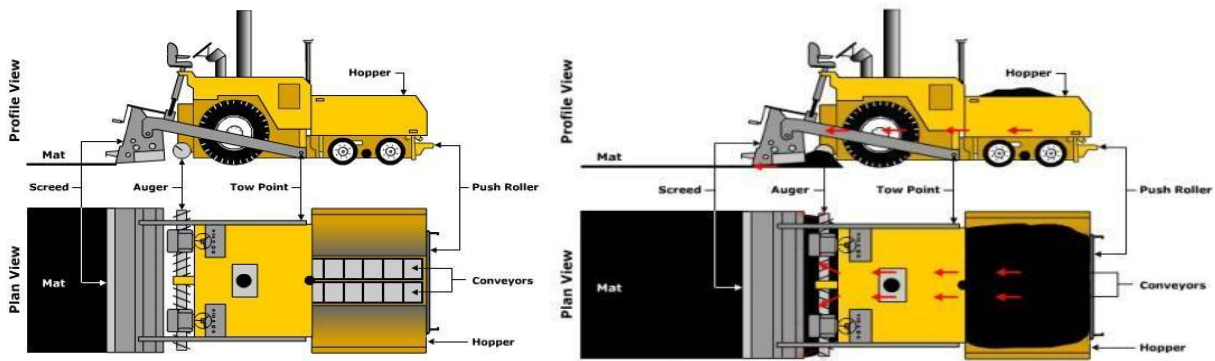 Profile View
Hopper
Mat
Screed
Auger
Tow Point
Push Roller
Plan View
Mat
Conveyors
Hopper
Profile View
Hopper
Mat
Screed
Auger
Tow Point
Push Roller
Plan View
Mat
Conveyors
Hopper